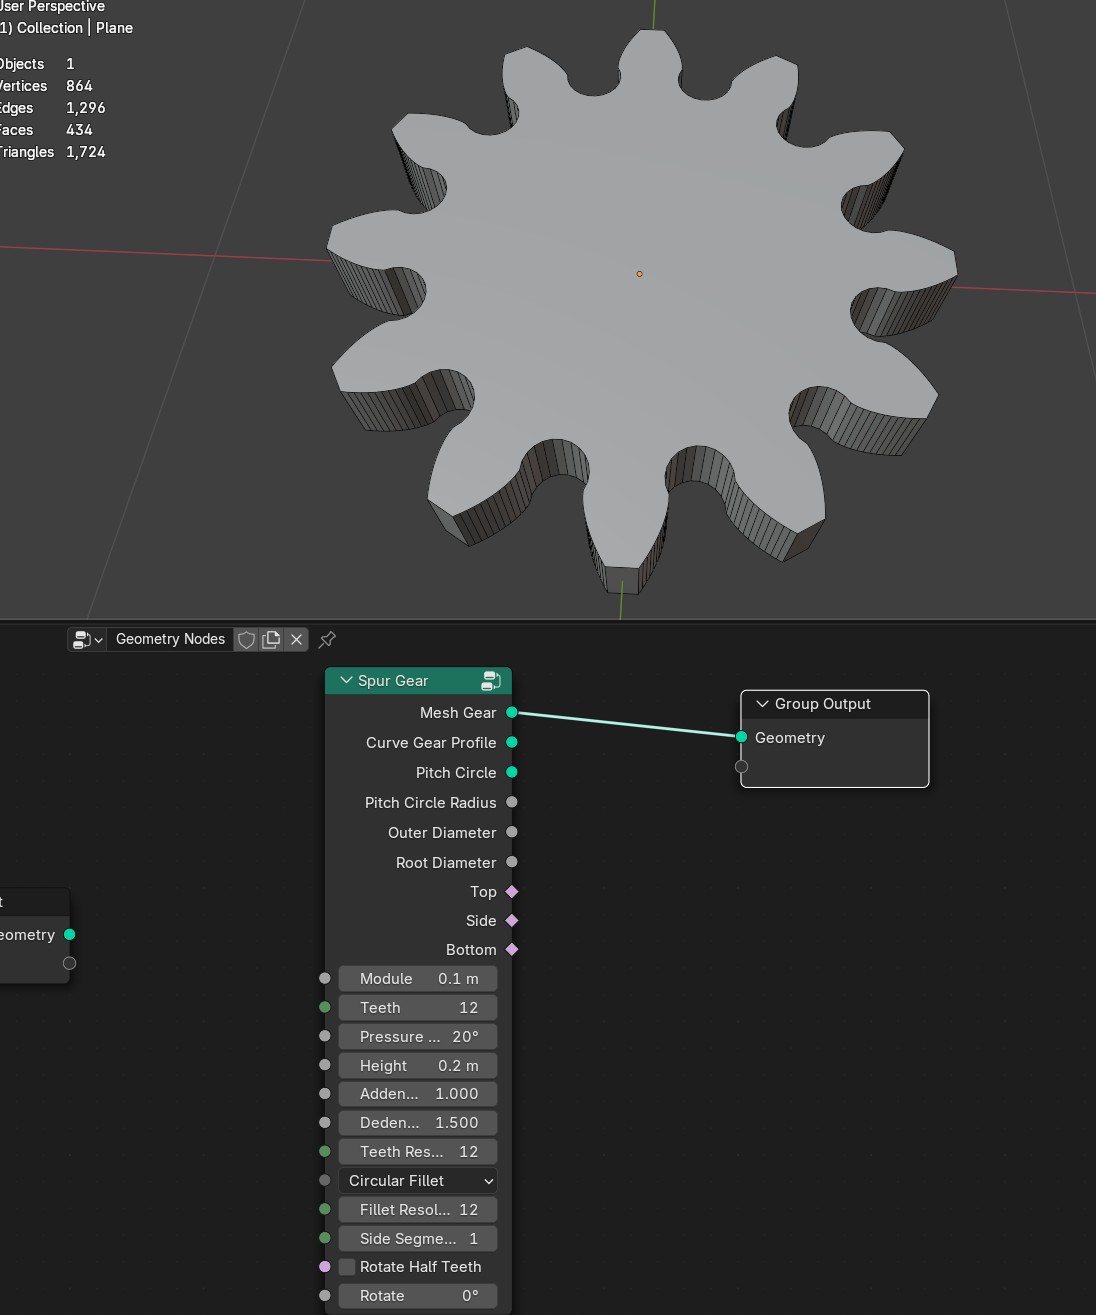 User Perspective
1) Collection | Plane
Objects 1
Vertices 864
Edges 1,296
Faces 434
Triangles 1,724
Geometry Nodes
Spur Gear
Mesh Gear
Curve Gear Profile
Pitch Circle
Pitch Circle Radius
Outer Diameter
Root Diameter
Top
Side
Bottom
Module 0.1 m
Teeth 12
Pressure ... 20°
Height 0.2 m
Adden... 1.000
Deden... 1.500
Teeth Res... 12
Circular Fillet
Fillet Resol... 12
Side Segme... 1
Rotate Half Teeth
Rotate 0°
Group Output
Geometry
t
eometry